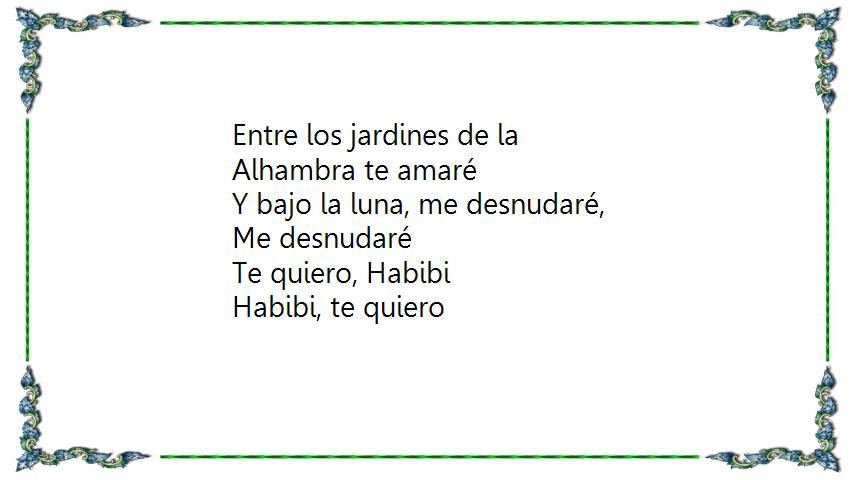 Entre los jardines de la
Alhambra te amaré
Y bajo la luna, me desnudaré,
Me desnudaré
Te quiero, Habibi
Habibi, te quiero